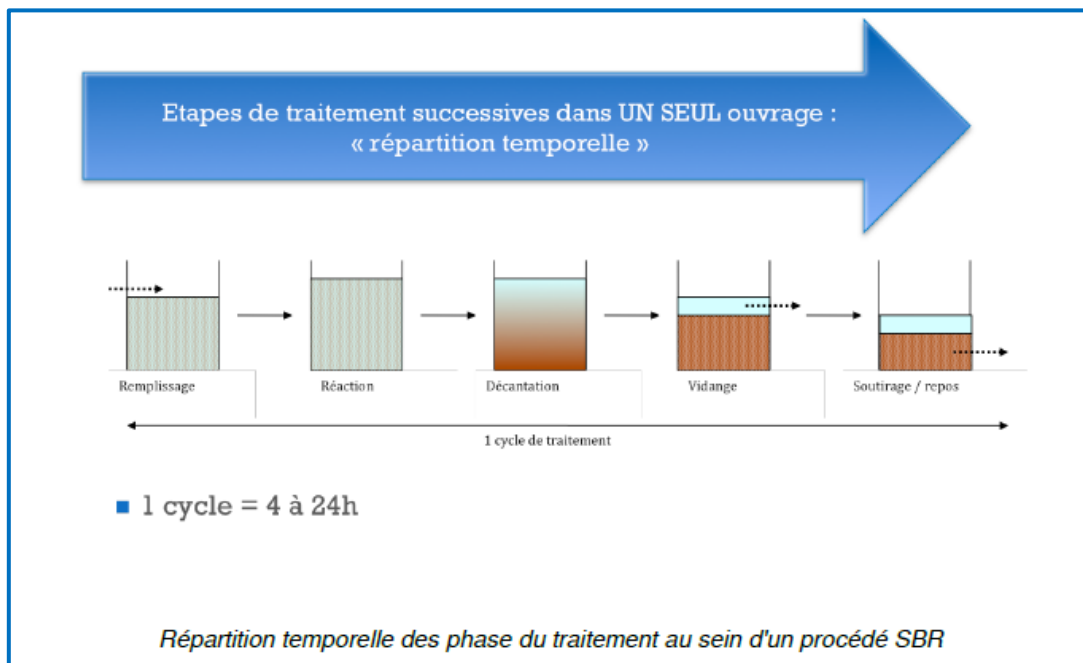 Etapes de traitement successives dans UN SEUL ouvrage :
« répartition temporelle »
Remplissage
Réaction
Décantation
Vidange
Soutirage / repos
1 cycle de traitement
1 cycle = 4 à 24h
Répartition temporelle des phase du traitement au sein d'un procédé SBR